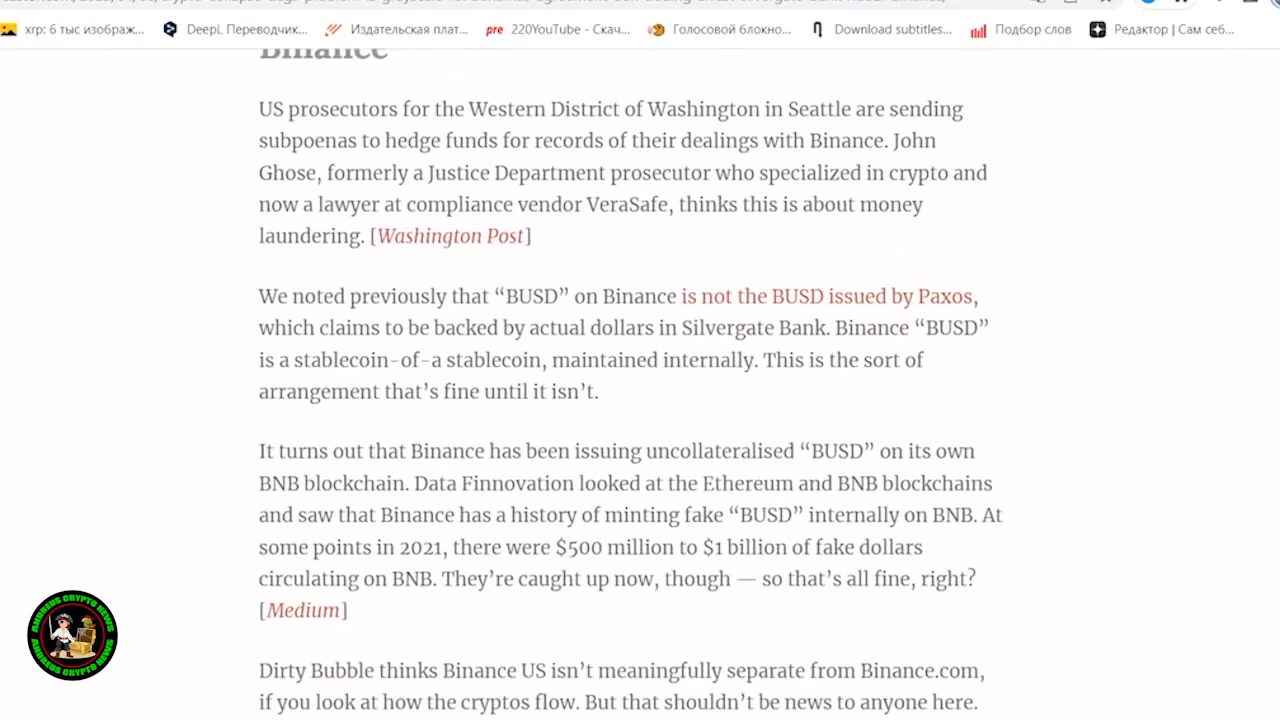 хгр: 6 тыс изображ...
DeepL Переводчик...
Издательская плат...
pre 220YouTube - Скач...
Голосовой блокно...
Download subtitles...
Подбор слов
Редактор | Сам себ...
Binance
US prosecutors for the Western District of Washington in Seattle are sending
subpoenas to hedge funds for records of their dealings with Binance. John
Ghose, formerly a Justice Department prosecutor who specialized in crypto and
now a lawyer at compliance vendor VeraSafe, thinks this is about money
laundering. [Washington Post]
We noted previously that “BUSD” on Binance is not the BUSD issued by Paxos,
which claims to be backed by actual dollars in Silvergate Bank. Binance “BUSD”
is a stablecoin-of-a stablecoin, maintained internally. This is the sort of
arrangement that’s fine until it isn’t.
It turns out that Binance has been issuing uncollateralised “BUSD” on its own
BNB blockchain. Data Finnovation looked at the Ethereum and BNB blockchains
and saw that Binance has a history of minting fake “BUSD” internally on BNB. At
some points in 2021, there were $500 million to $1 billion of fake dollars
circulating on BNB. They’re caught up now, though — so that’s all fine, right?
[Medium]
Dirty Bubble thinks Binance US isn’t meaningfully separate from Binance.com,
if you look at how the cryptos flow. But that shouldn’t be news to anyone here.
ANDREUS CRYPTO NEWS
ANDREUS CRYPTO NEWS